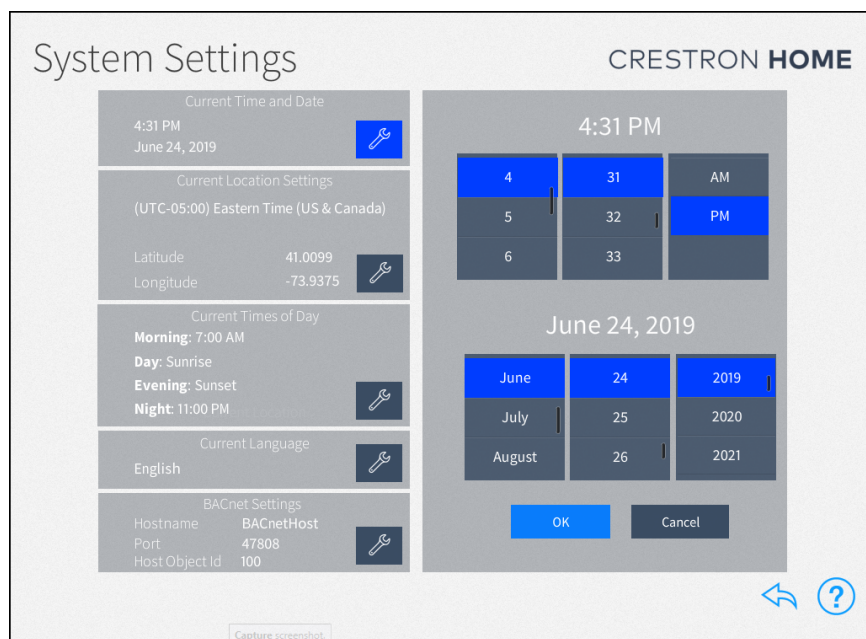 System Settings
CRESTRON HOME
Current Time and Date
4:31 PM
June 24, 2019
Current Location Settings
(UTC-05:00) Eastern Time (US & Canada)
Latitude 41.0099
Longitude -73.9375
Current Times of Day
Morning: 7:00 AM
Day: Sunrise
Evening: Sunset
Night: 11:00 PM
Current Language
English
BACnet Settings
Hostname BACnetHost
Port 47808
Host Object Id 100
4:31 PM
4 31 AM
5 32 PM
6 33
June 24, 2019
June 24 2019
July 25 2020
August 26 2021
OK Cancel
?
Capture screenshot.